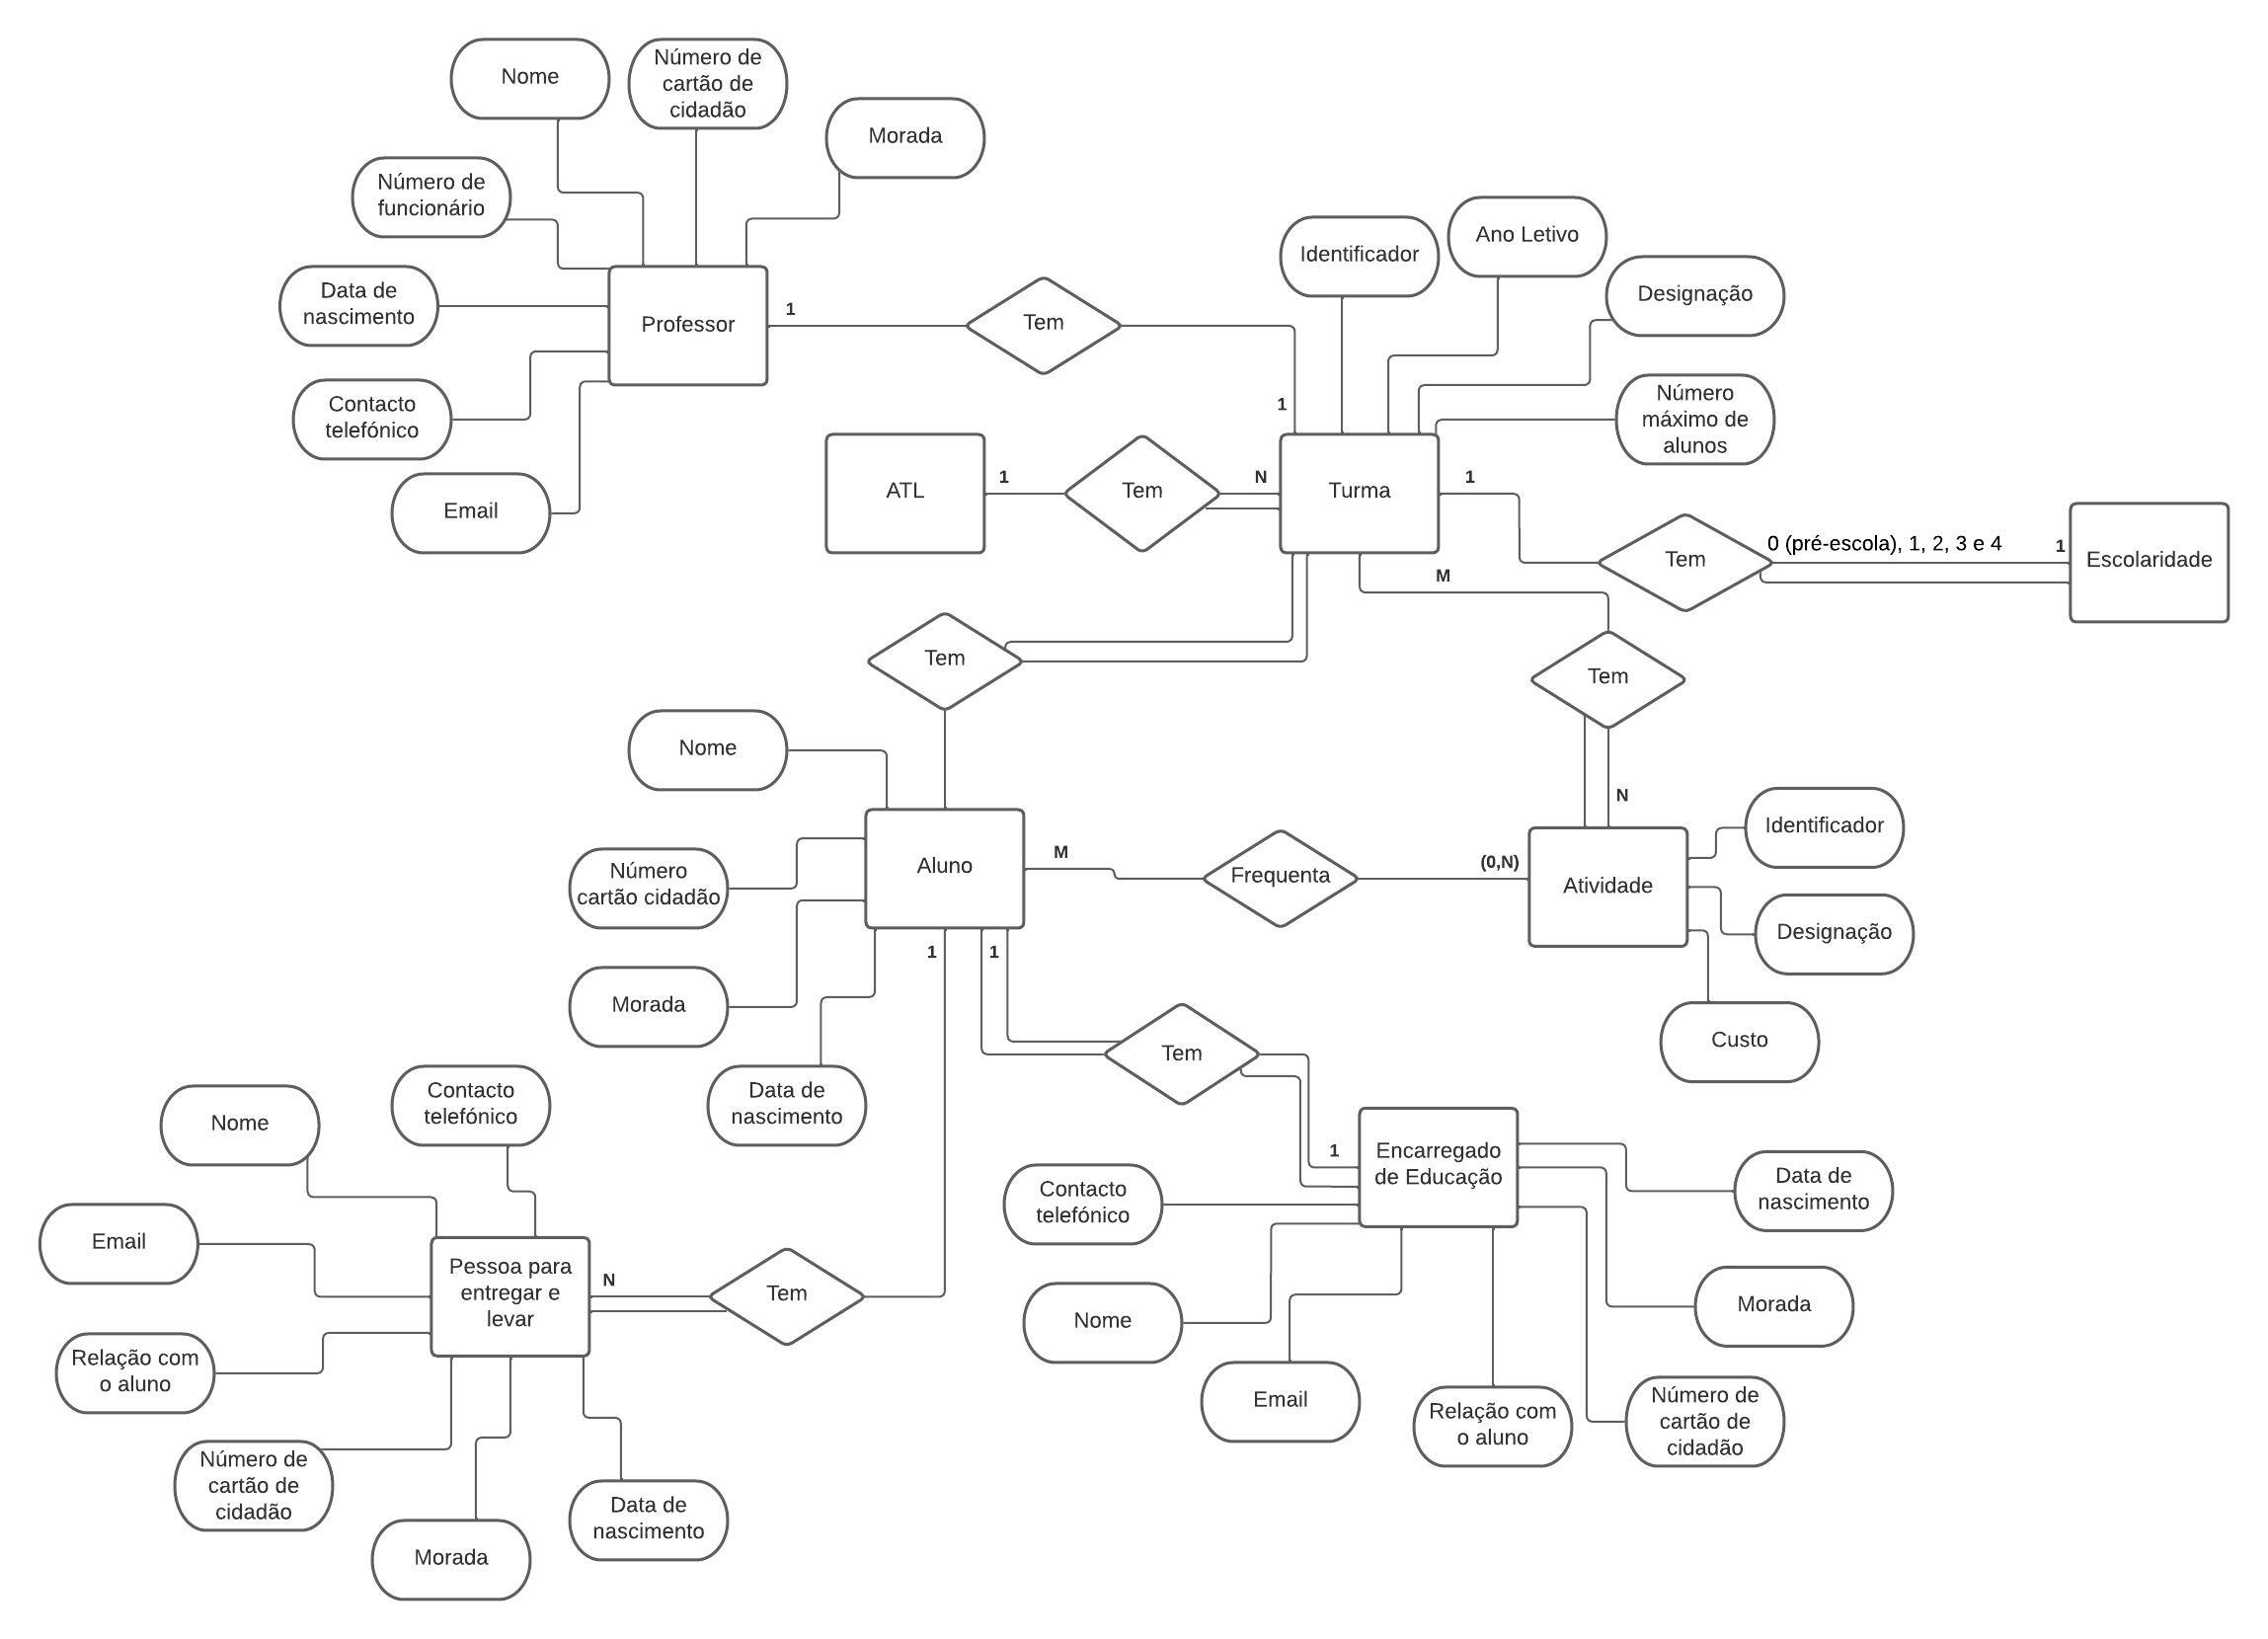 Nome
Número de
cartão de
cidadão
Morada
Número de
funcionário
Data de
nascimento
Contacto
telefónico
Email
Professor
1
Tem
1
Identificador
Ano Letivo
Designação
Número
máximo de
alunos
ATL
1
Tem
N
Turma
1
Tem
0 (pré-escola), 1, 2, 3 e 4
1
Escolaridade
M
Tem
N
Tem
Nome
Número
cartão cidadão
Morada
Data de
nascimento
Aluno
M
Frequenta
(0,N)
Atividade
Identificador
Designação
Custo
1
1
Tem
1
Encarregado
de Educação
Contacto
telefónico
Nome
Email
Relação com
o aluno
Número de
cartão de
cidadão
Morada
Data de
nascimento
Nome
Contacto
telefónico
Email
Pessoa para
entregar e
levar
N
Tem
Relação com
o aluno
Número de
cartão de
cidadão
Morada
Data de
nascimento